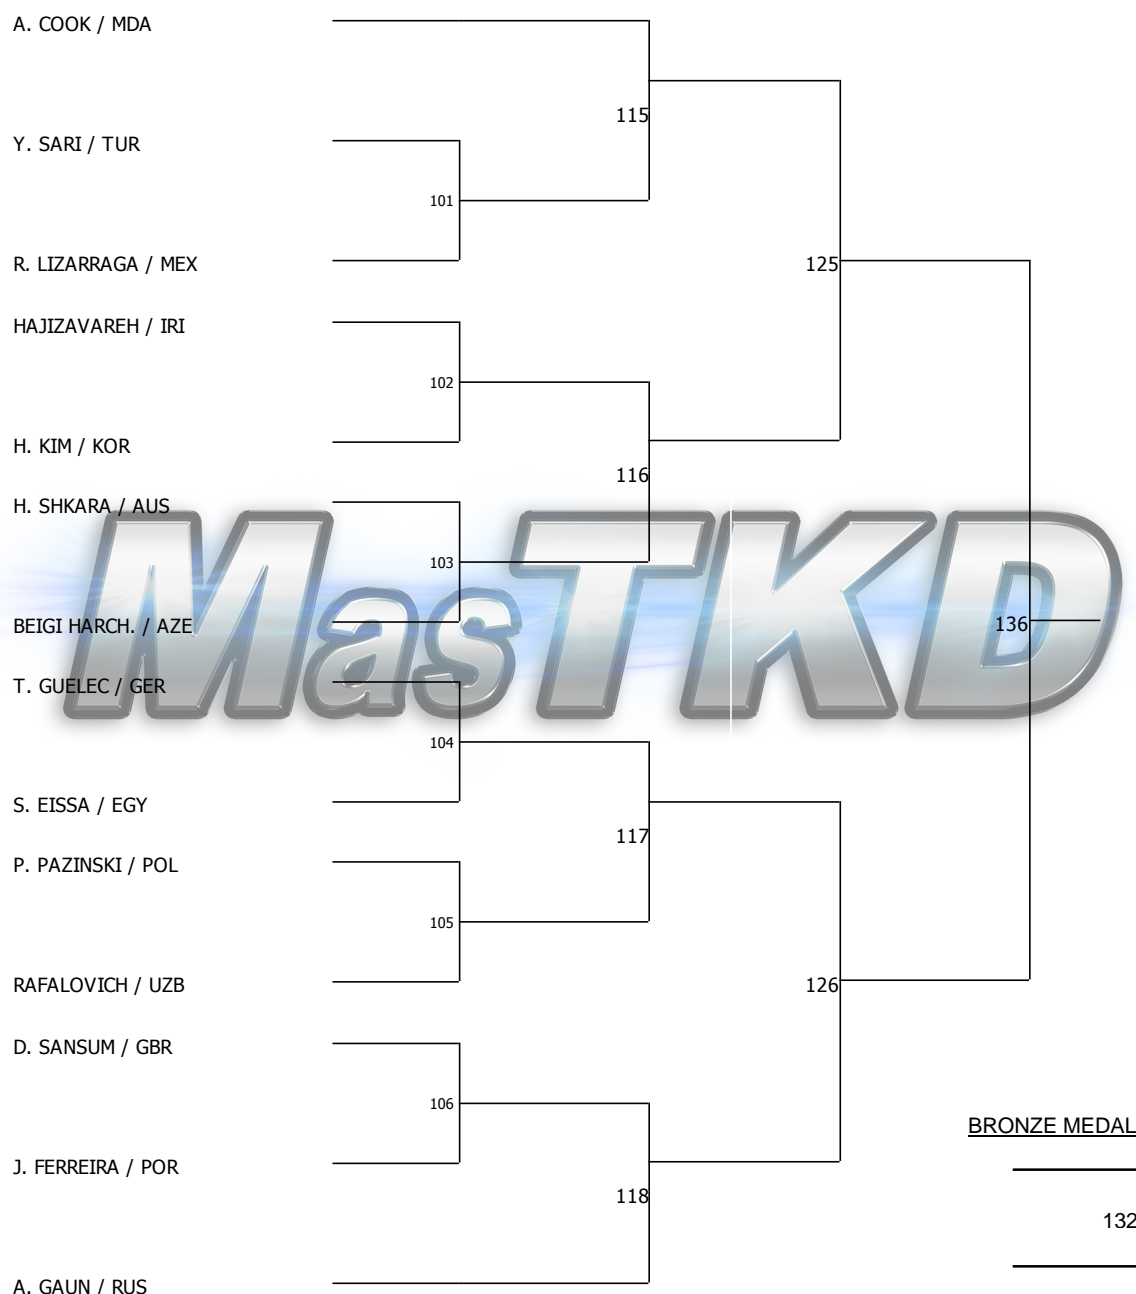 A. COOK / MDA
115
Y. SARI / TUR
101
R. LIZARRAGA / MEX
125
HAJIZAVAREH / IRI
102
H. KIM / KOR
116
H. SHKARA / AUS
103
MasTKD
BEIGI HARCH. / AZE
136
T. GUELEC / GER
104
S. EISSA / EGY
117
P. PAZINSKI / POL
105
RAFALOVICH / UZB
126
D. SANSUM / GBR
106
BRONZE MEDAL
J. FERREIRA / POR
118
132
A. GAUN / RUS